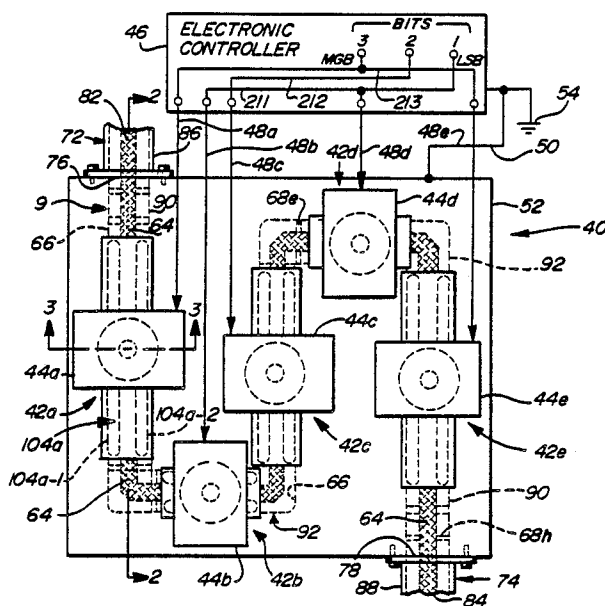 46
ELECTRONIC
CONTROLLER
BITS
3 2 1
MGB LSB
82 2
211 212 213
54
72 86 48a 48b 48c 42d 48d 48e 50
76
9 90 68e 44d 52
66 64 40
92
3 3 44c
44a 44e
42a 42c 42e
104a 104a-2
104a-1 66 90
64 64
92 68h
2 44b 42b 78 74
88 84